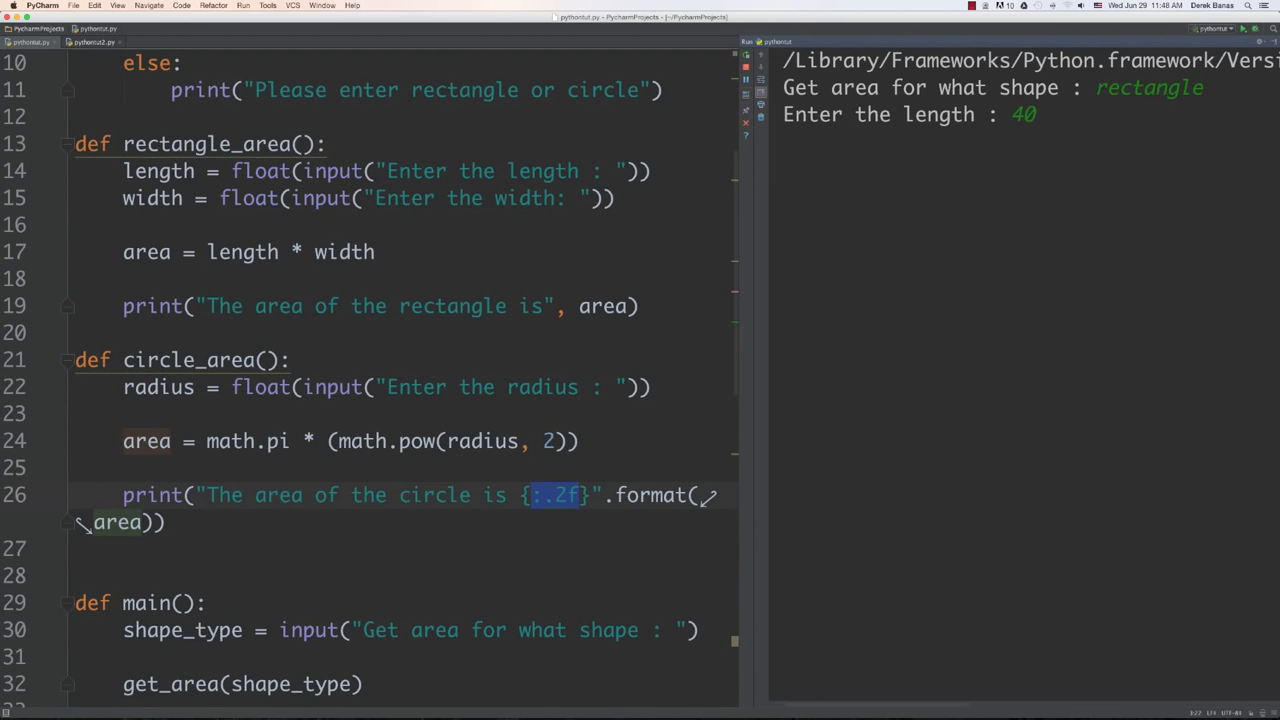 PyCharm File Edit View Navigate Code Refactor Run Tools VCS Window Help
10 Wed Jun 29 11:48 AM Derek Banas
pythontut.py - PycharmProjects - [~/PycharmProjects]
PycharmProjects pythontut.py
pythontut
pythontut.py pythontut2.py
Run pythontut
10 else:
11 print("Please enter rectangle or circle")
12
13 def rectangle_area():
14 length = float(input("Enter the length : "))
15 width = float(input("Enter the width: "))
16
17 area = length * width
18
19 print("The area of the rectangle is", area)
20
21 def circle_area():
22 radius = float(input("Enter the radius : "))
23
24 area = math.pi * (math.pow(radius, 2))
25
26 print("The area of the circle is {:.2f}".format(
area))
27
28
29 def main():
30 shape_type = input("Get area for what shape : ")
31
32 get_area(shape_type)
/Library/Frameworks/Python.framework/Versi
Get area for what shape : rectangle
Enter the length : 40
3:22 LF÷ UTF-8÷